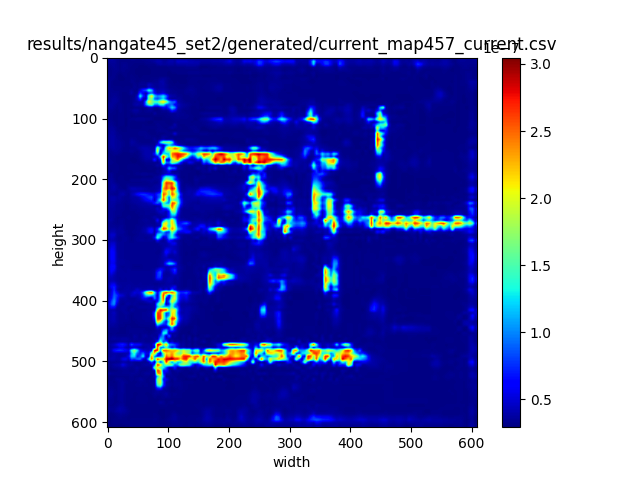 results/nangate45_set2/generated/current_map457_current.csv
1e−7
0
100
200
300
400
500
600
height
0 100 200 300 400 500 600
width
3.0
2.5
2.0
1.5
1.0
0.5